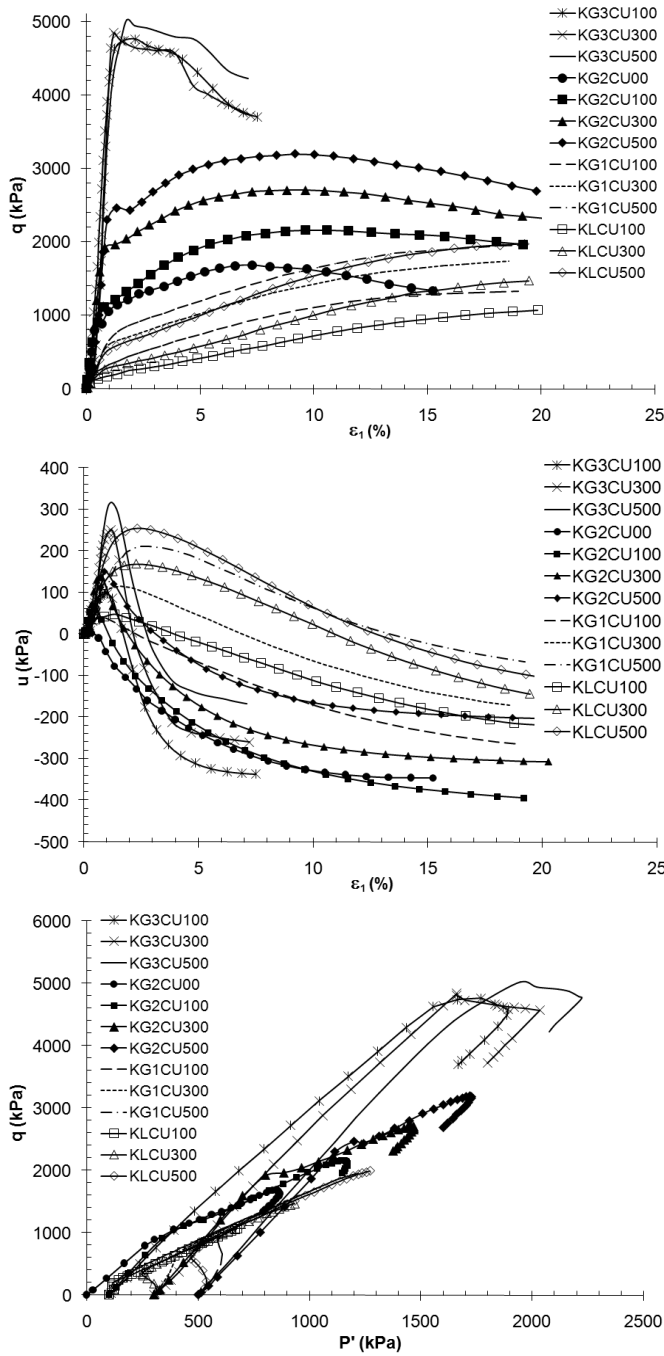 5000
4000
3000
2000
1000
0
q (kPa)
0 5 10 15 20 25
ε₁ (%)
KG3CU100
KG3CU300
KG3CU500
KG2CU00
KG2CU100
KG2CU300
KG2CU500
KG1CU100
KG1CU300
KG1CU500
KLCU100
KLCU300
KLCU500
400
300
200
100
0
-100
-200
-300
-400
-500
u (kPa)
0 5 10 15 20 25
ε₁ (%)
KG3CU100
KG3CU300
KG3CU500
KG2CU00
KG2CU100
KG2CU300
KG2CU500
KG1CU100
KG1CU300
KG1CU500
KLCU100
KLCU300
KLCU500
6000
5000
4000
3000
2000
1000
0
q (kPa)
0 500 1000 1500 2000 2500
P' (kPa)
KG3CU100
KG3CU300
KG3CU500
KG2CU00
KG2CU100
KG2CU300
KG2CU500
KG1CU100
KG1CU300
KG1CU500
KLCU100
KLCU300
KLCU500